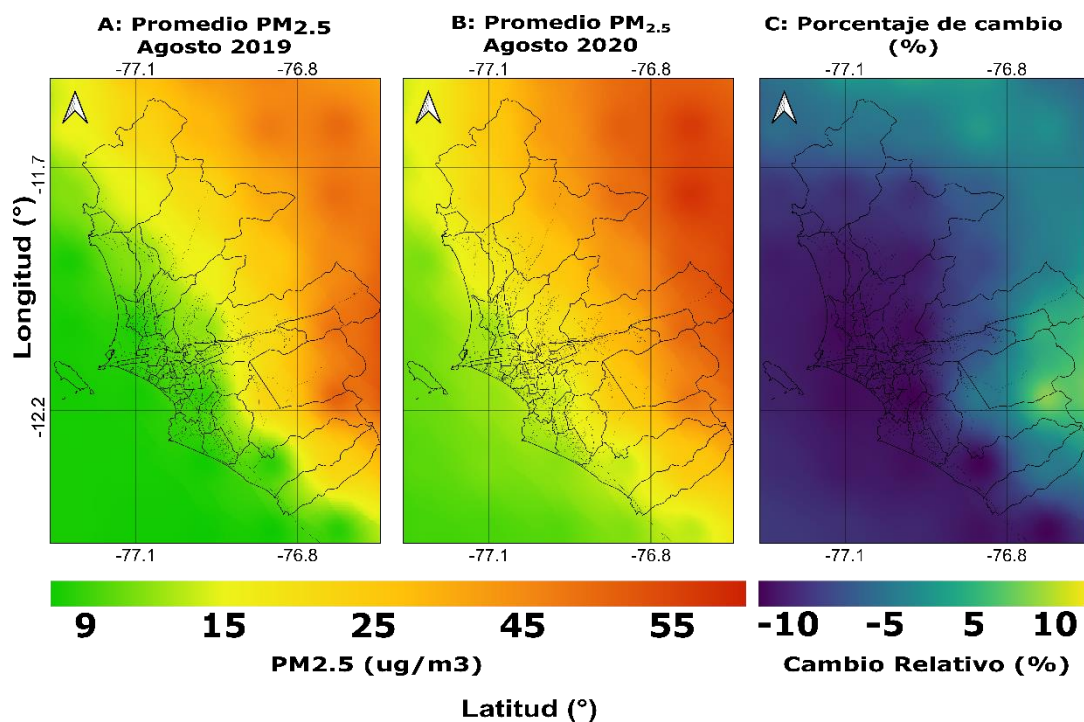 A: Promedio PM2.5
Agosto 2019
B: Promedio PM2.5
Agosto 2020
C: Porcentaje de cambio
(%)
-77.1 -76.8
-77.1 -76.8
-77.1 -76.8
Longitud (°)
-11.7
-12.2
-77.1 -76.8
-77.1 -76.8
-77.1 -76.8
9 15 25 45 55
PM2.5 (ug/m3)
-10 -5 5 10
Cambio Relativo (%)
Latitud (°)